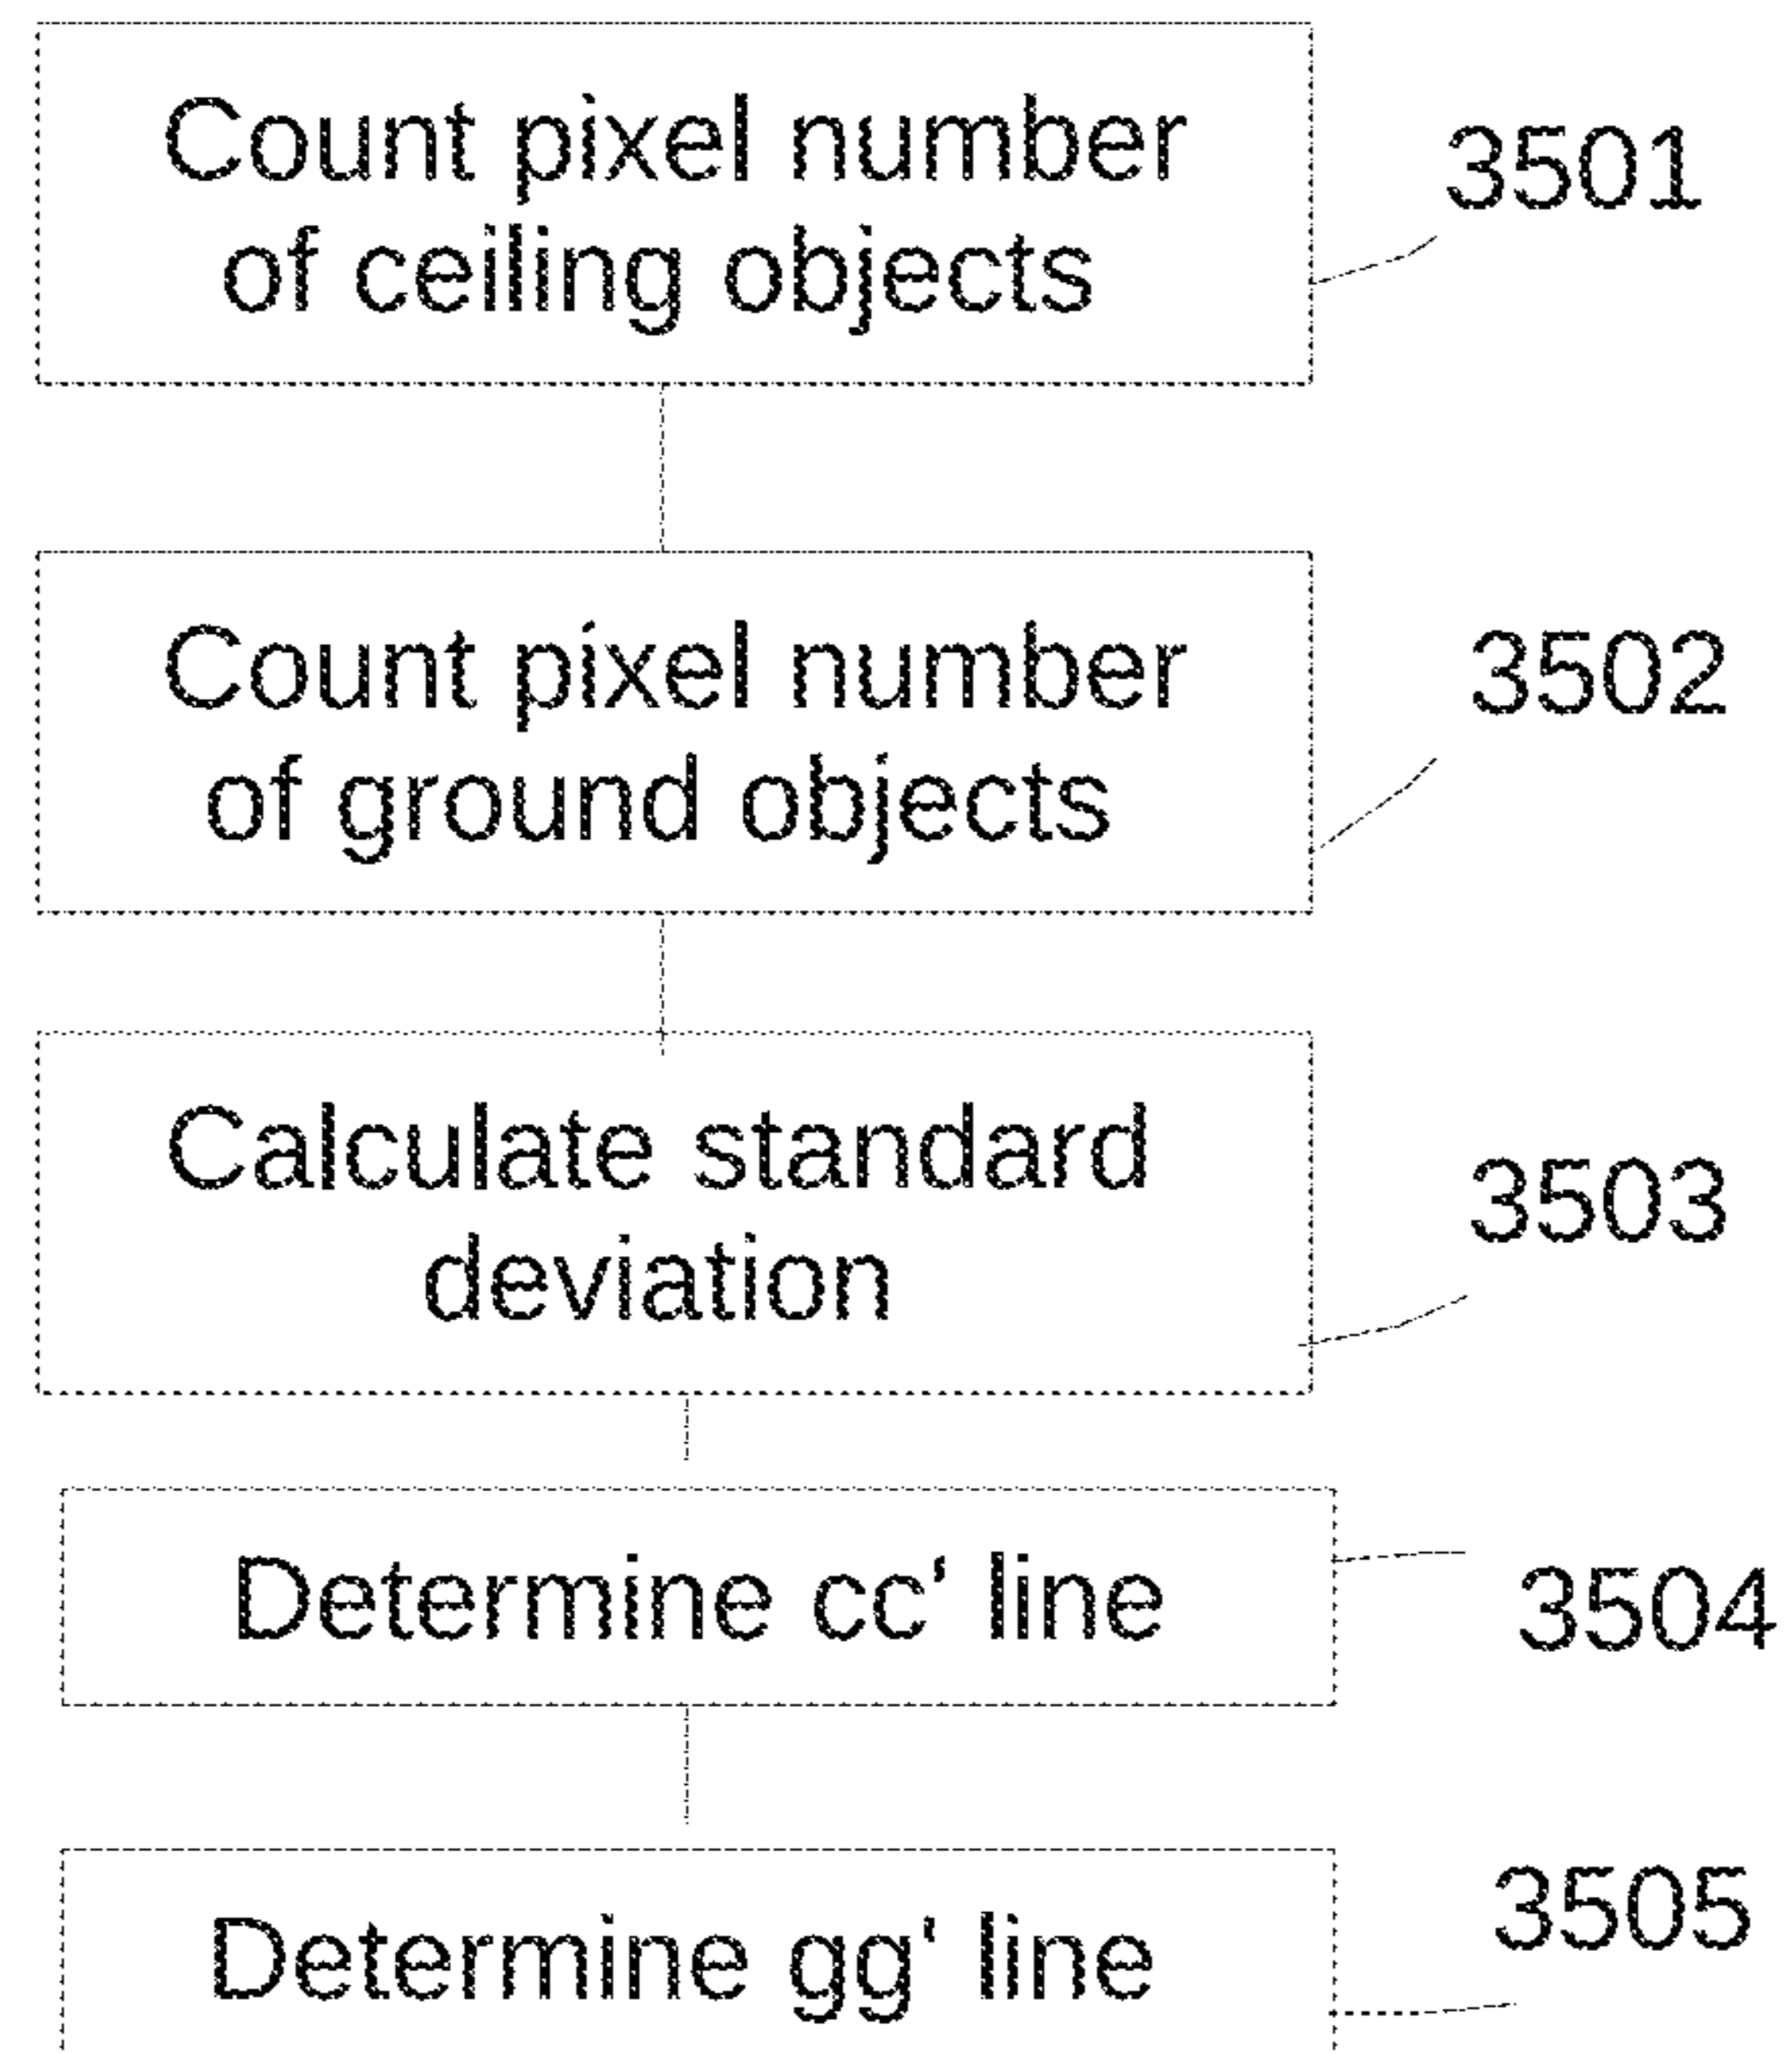 Count pixel number
of ceiling objects
3501
Count pixel number
of ground objects
3502
Calculate standard
deviation
3503
Determine cc' line
3504
Determine gg' line
3505